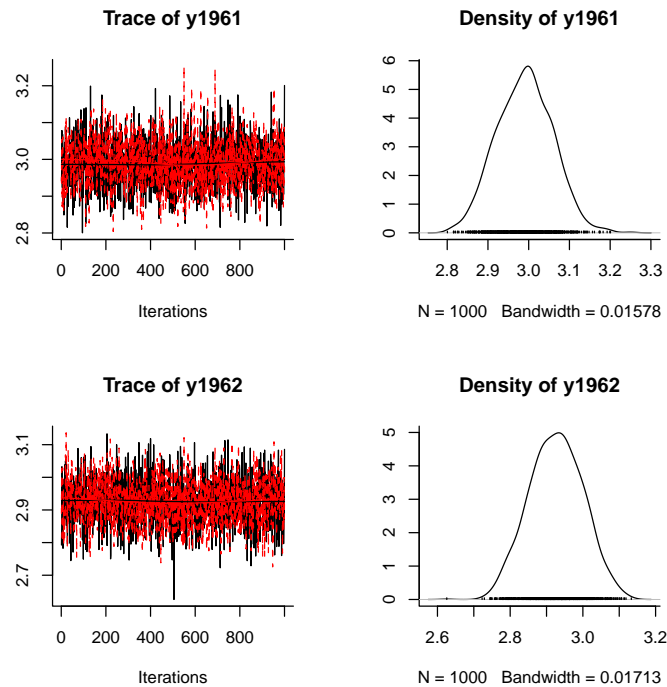 Trace of y1961
3.2
3.0
2.8
0 200 400 600 800
Iterations
Density of y1961
6
5
4
3
2
1
0
2.8 2.9 3.0 3.1 3.2 3.3
N = 1000 Bandwidth = 0.01578
Trace of y1962
3.1
2.9
2.7
0 200 400 600 800
Iterations
Density of y1962
5
4
3
2
1
0
2.6 2.8 3.0 3.2
N = 1000 Bandwidth = 0.01713